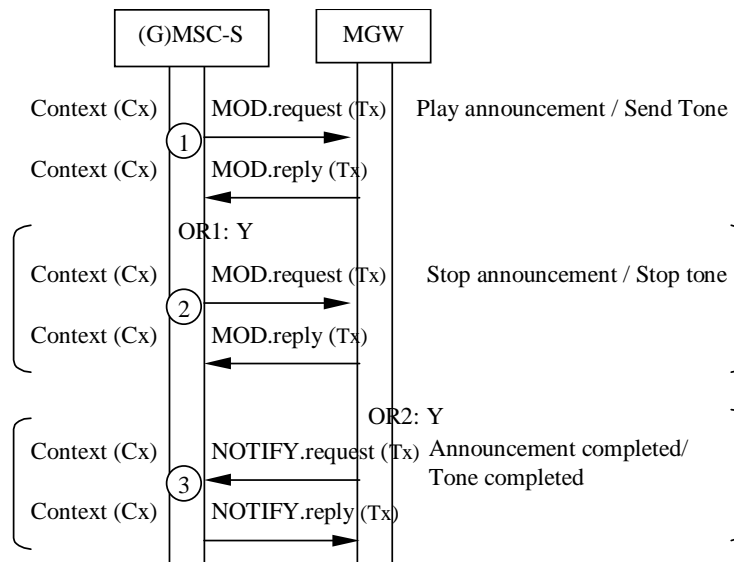 (G)MSC-S MGW
Context (Cx) MOD.request (Tx) Play announcement / Send Tone
1
Context (Cx) MOD.reply (Tx)
OR1: Y
Context (Cx) MOD.request (Tx) Stop announcement / Stop tone
2
Context (Cx) MOD.reply (Tx)
OR2: Y
Context (Cx) NOTIFY.request (Tx) Announcement completed/
Tone completed
3
Context (Cx) NOTIFY.reply (Tx)